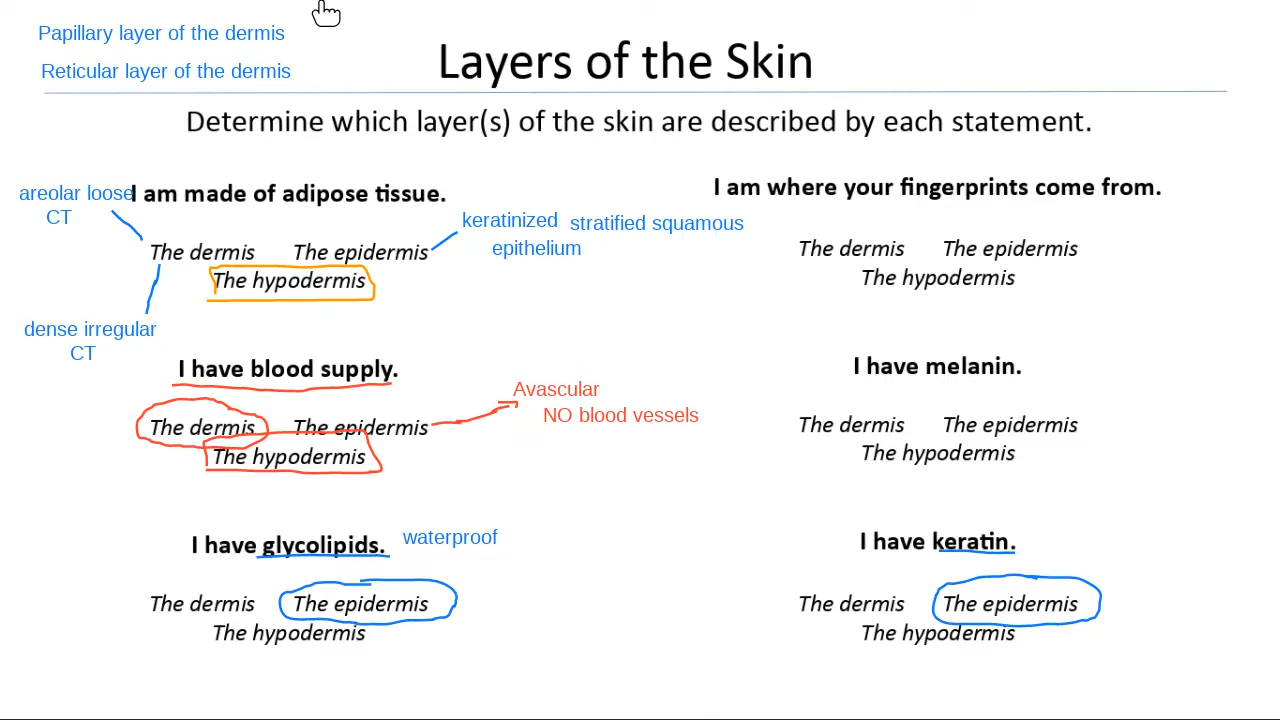 Papillary layer of the dermis
Reticular layer of the dermis
Layers of the Skin
Determine which layer(s) of the skin are described by each statement.
areolar loose
CT
I am made of adipose tissue.
keratinized stratified squamous
epithelium
The dermis The epidermis
The hypodermis
dense irregular
CT
I am where your fingerprints come from.
The dermis The epidermis
The hypodermis
I have blood supply.
Avascular
NO blood vessels
The dermis The epidermis
The hypodermis
I have melanin.
The dermis The epidermis
The hypodermis
I have glycolipids. waterproof
The dermis The epidermis
The hypodermis
I have keratin.
The dermis The epidermis
The hypodermis